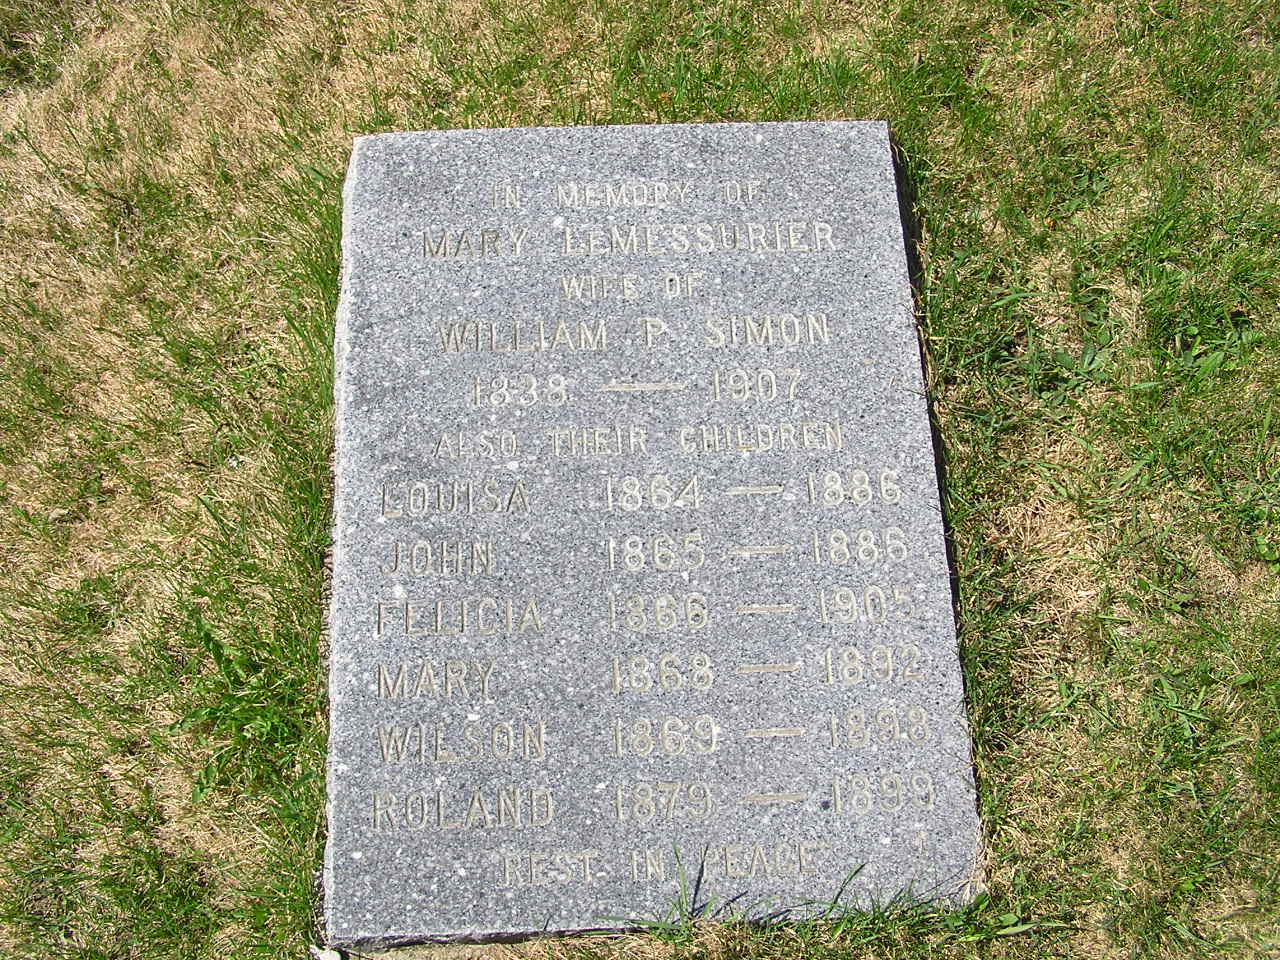 IN MEMORY OF
MARY LEMESSURIER
WIFE OF
WILLIAM P. SIMON
1838 — 1907
ALSO THEIR CHILDREN
LOUISA 1864 — 1886
JOHN 1865 — 1886
FELICIA 1866 — 1905
MARY 1868 — 1892
WILSON 1869 — 1898
ROLAND 1879 — 1899
REST IN PEACE